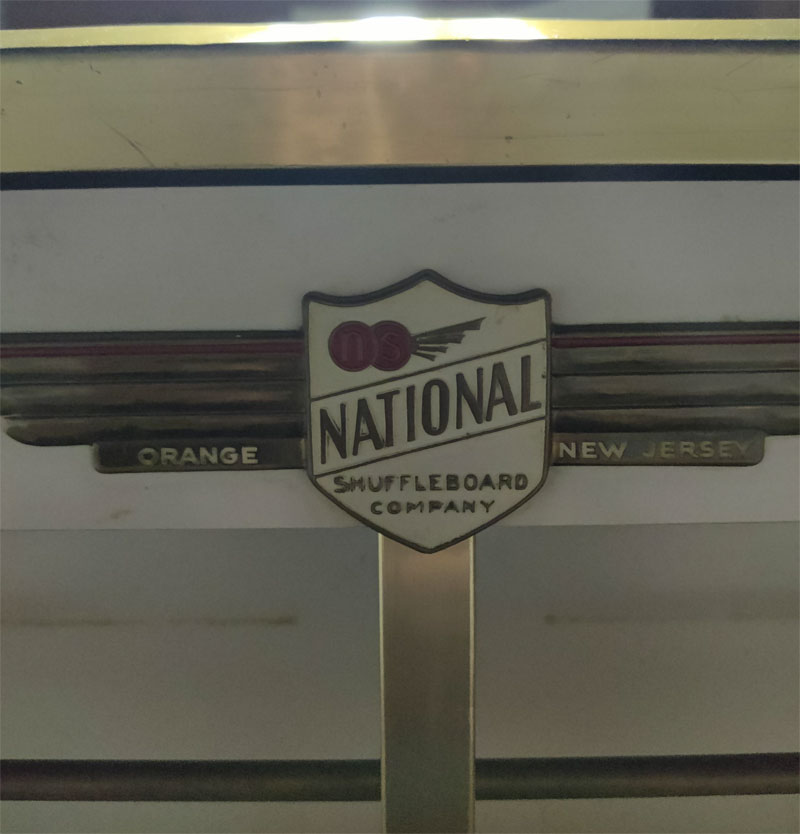 ns
NATIONAL
SHUFFLEBOARD
COMPANY
ORANGE
NEW JERSEY